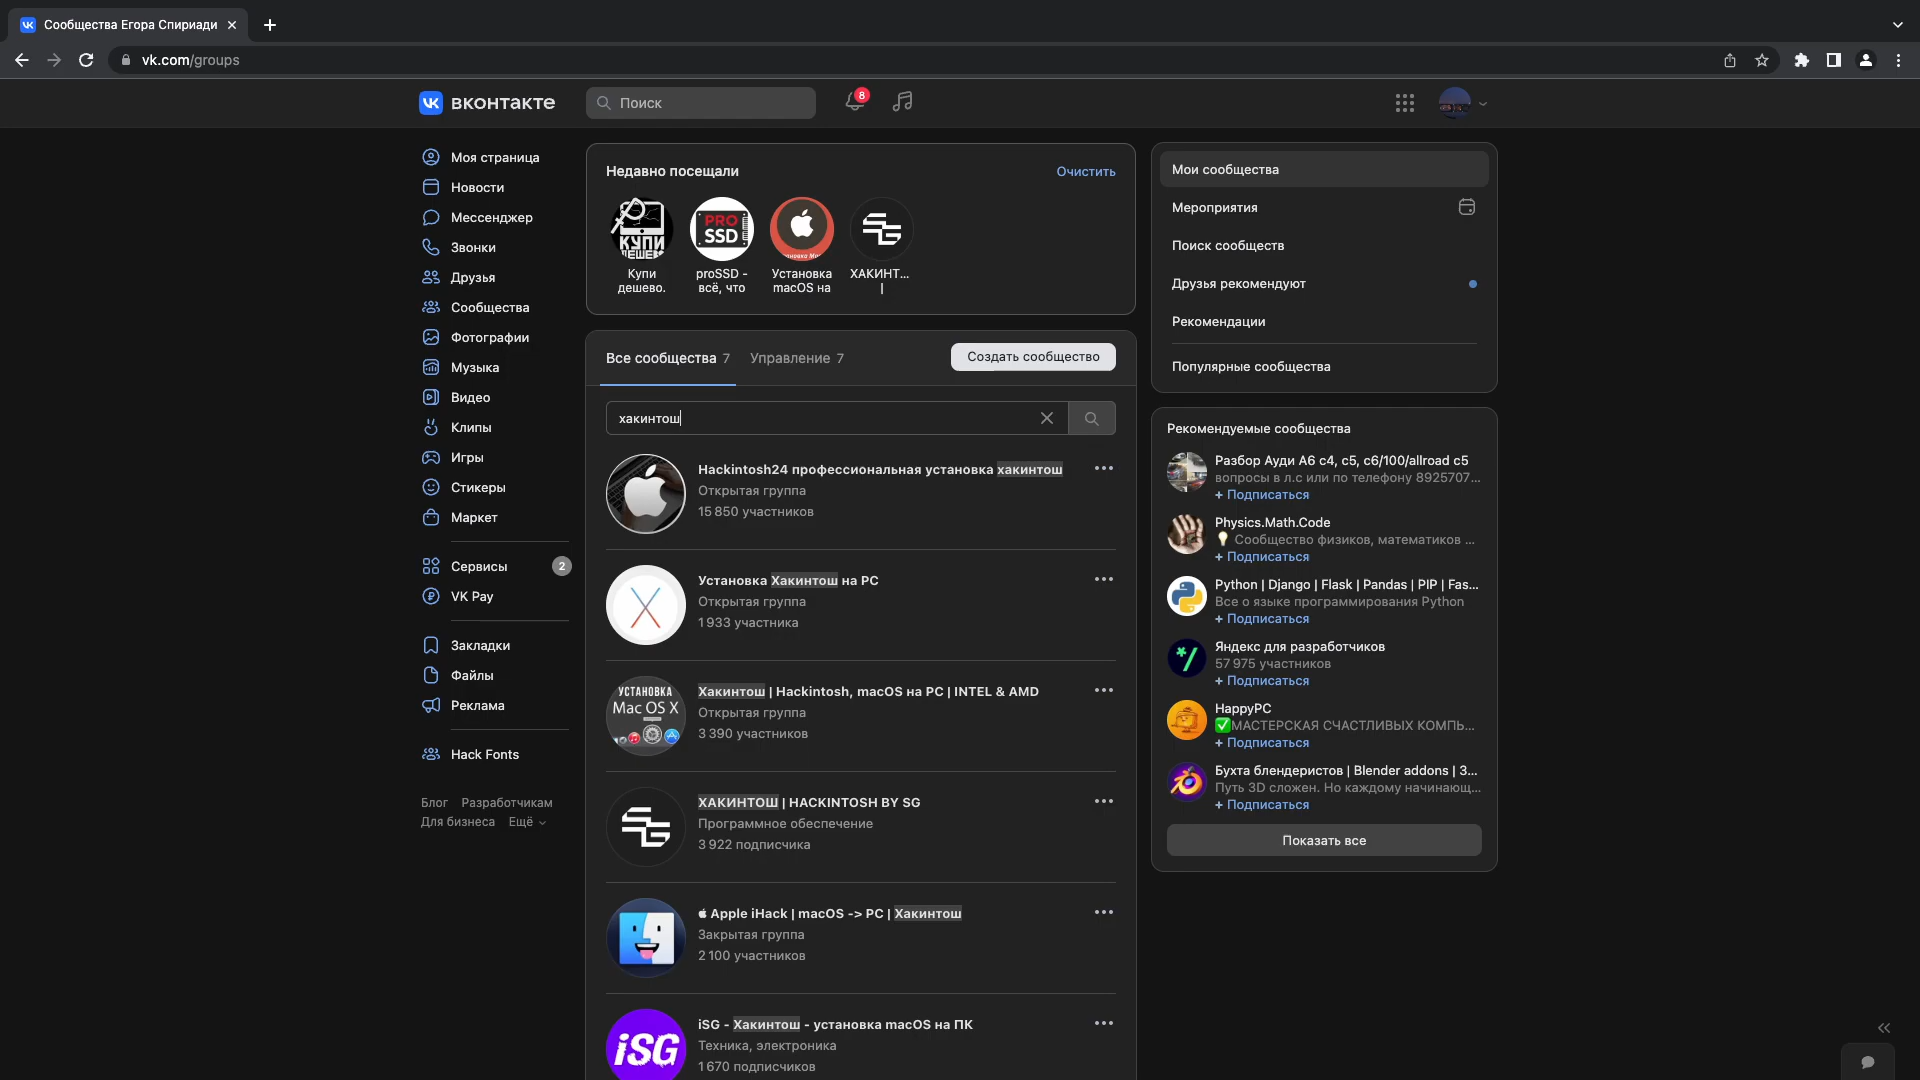 Сообщества Егора Спириади
vk.com/groups
ВКОНТАКТЕ
Поиск
8
Моя страница
Новости
Мессенджер
Звонки
Друзья
Сообщества
Фотографии
Музыка
Видео
Клипы
Игры
Стикеры
Маркет
Сервисы 2
VK Pay
Закладки
Файлы
Реклама
Hack Fonts
Блог Разработчикам
Для бизнеса Ещё
Недавно посещали
Очистить
КУПИ
PRO
SSD
Купи
дешево.
proSSD -
всё, что
Установка
macOS на
ХАКИНТ...
|
Все сообщества 7
Управление 7
Создать сообщество
хакинтош
Hackintosh24 профессиональная установка хакинтош
Открытая группа
15 850 участников
Установка Хакинтош на PC
Открытая группа
1 933 участника
УСТАНОВКА
Mac OS X
Хакинтош | Hackintosh, macOS на PC | INTEL & AMD
Открытая группа
3 390 участников
ХАКИНТОШ | HACKINTOSH BY SG
Программное обеспечение
3 922 подписчика
Apple iHack | macOS -> PC | Хакинтош
Закрытая группа
2 100 участников
iSG
iSG - Хакинтош - установка macOS на ПК
Техника, электроника
1 670 подписчиков
Мои сообщества
Мероприятия
Поиск сообществ
Друзья рекомендуют
Рекомендации
Популярные сообщества
Рекомендуемые сообщества
Разбор Ауди А6 с4, с5, с6/100/allroad c5
вопросы в л.с или по телефону 8925707...
+ Подписаться
Physics.Math.Code
Сообщество физиков, математиков ...
+ Подписаться
Python | Django | Flask | Pandas | PIP | Fas...
Все о языке программирования Python
+ Подписаться
Яндекс для разработчиков
57 975 участников
+ Подписаться
HappyPC
✅МАСТЕРСКАЯ СЧАСТЛИВЫХ КОМПЬ...
+ Подписаться
Бухта блендеристов | Blender addons | 3...
Путь 3D сложен. Но каждому начинающ...
+ Подписаться
Показать все